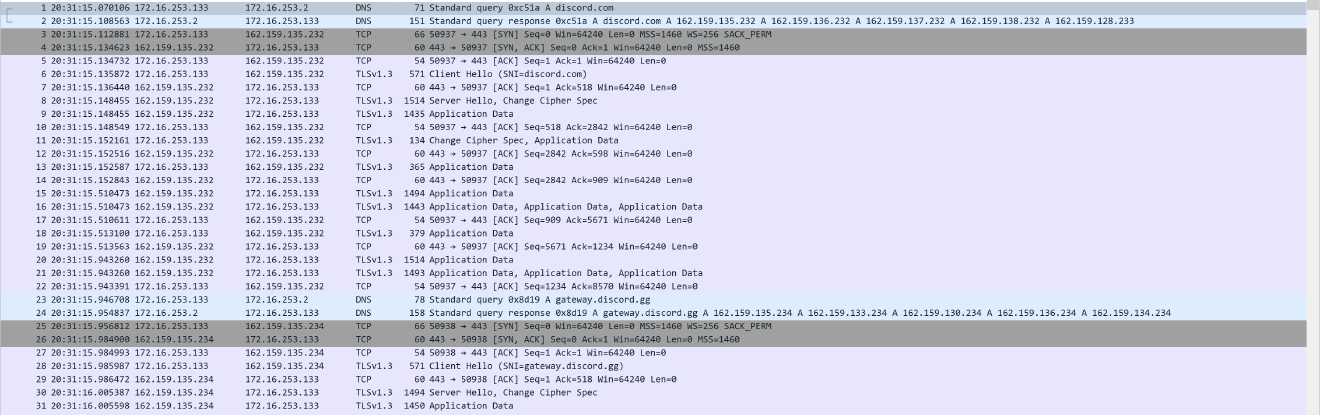 1 20:31:15.070106 172.16.253.133 172.16.253.2 DNS 71 Standard query 0xc51a A discord.com
2 20:31:15.108563 172.16.253.2 172.16.253.133 DNS 151 Standard query response 0xc51a A discord.com A 162.159.135.232 A 162.159.136.232 A 162.159.137.232 A 162.159.138.232 A 162.159.128.233
3 20:31:15.112881 172.16.253.133 162.159.135.232 TCP 66 50937 → 443 [SYN] Seq=0 Win=64240 Len=0 MSS=1460 WS=256 SACK_PERM
4 20:31:15.134623 162.159.135.232 172.16.253.133 TCP 60 443 → 50937 [SYN, ACK] Seq=0 Ack=1 Win=64240 Len=0 MSS=1460
5 20:31:15.134732 172.16.253.133 162.159.135.232 TCP 54 50937 → 443 [ACK] Seq=1 Ack=1 Win=64240 Len=0
6 20:31:15.135872 172.16.253.133 162.159.135.232 TLSv1.3 571 Client Hello (SNI=discord.com)
7 20:31:15.136440 162.159.135.232 172.16.253.133 TCP 60 443 → 50937 [ACK] Seq=1 Ack=518 Win=64240 Len=0
8 20:31:15.148455 162.159.135.232 172.16.253.133 TLSv1.3 1514 Server Hello, Change Cipher Spec
9 20:31:15.148455 162.159.135.232 172.16.253.133 TLSv1.3 1435 Application Data
10 20:31:15.148549 172.16.253.133 162.159.135.232 TCP 54 50937 → 443 [ACK] Seq=518 Ack=2842 Win=64240 Len=0
11 20:31:15.152161 172.16.253.133 162.159.135.232 TLSv1.3 134 Change Cipher Spec, Application Data
12 20:31:15.152516 162.159.135.232 172.16.253.133 TCP 60 443 → 50937 [ACK] Seq=2842 Ack=598 Win=64240 Len=0
13 20:31:15.152587 172.16.253.133 162.159.135.232 TLSv1.3 365 Application Data
14 20:31:15.152843 162.159.135.232 172.16.253.133 TCP 60 443 → 50937 [ACK] Seq=2842 Ack=909 Win=64240 Len=0
15 20:31:15.510473 162.159.135.232 172.16.253.133 TLSv1.3 1494 Application Data
16 20:31:15.510473 162.159.135.232 172.16.253.133 TLSv1.3 1443 Application Data, Application Data, Application Data
17 20:31:15.510611 172.16.253.133 162.159.135.232 TCP 54 50937 → 443 [ACK] Seq=909 Ack=5671 Win=64240 Len=0
18 20:31:15.513100 172.16.253.133 162.159.135.232 TLSv1.3 379 Application Data
19 20:31:15.513563 162.159.135.232 172.16.253.133 TCP 60 443 → 50937 [ACK] Seq=5671 Ack=1234 Win=64240 Len=0
20 20:31:15.943260 162.159.135.232 172.16.253.133 TLSv1.3 1514 Application Data
21 20:31:15.943260 162.159.135.232 172.16.253.133 TLSv1.3 1493 Application Data, Application Data, Application Data
22 20:31:15.943391 172.16.253.133 162.159.135.232 TCP 54 50937 → 443 [ACK] Seq=1234 Ack=8570 Win=64240 Len=0
23 20:31:15.946708 172.16.253.133 172.16.253.2 DNS 78 Standard query 0x8d19 A gateway.discord.gg
24 20:31:15.954837 172.16.253.2 172.16.253.133 DNS 158 Standard query response 0x8d19 A gateway.discord.gg A 162.159.135.234 A 162.159.133.234 A 162.159.130.234 A 162.159.136.234 A 162.159.134.234
25 20:31:15.956812 172.16.253.133 162.159.135.234 TCP 66 50938 → 443 [SYN] Seq=0 Win=64240 Len=0 MSS=1460 WS=256 SACK_PERM
26 20:31:15.984900 162.159.135.234 172.16.253.133 TCP 60 443 → 50938 [SYN, ACK] Seq=0 Ack=1 Win=64240 Len=0 MSS=1460
27 20:31:15.984993 172.16.253.133 162.159.135.234 TCP 54 50938 → 443 [ACK] Seq=1 Ack=1 Win=64240 Len=0
28 20:31:15.985987 172.16.253.133 162.159.135.234 TLSv1.3 571 Client Hello (SNI=gateway.discord.gg)
29 20:31:15.986472 162.159.135.234 172.16.253.133 TCP 60 443 → 50938 [ACK] Seq=1 Ack=518 Win=64240 Len=0
30 20:31:16.005387 162.159.135.234 172.16.253.133 TLSv1.3 1494 Server Hello, Change Cipher Spec
31 20:31:16.005598 162.159.135.234 172.16.253.133 TLSv1.3 1450 Application Data